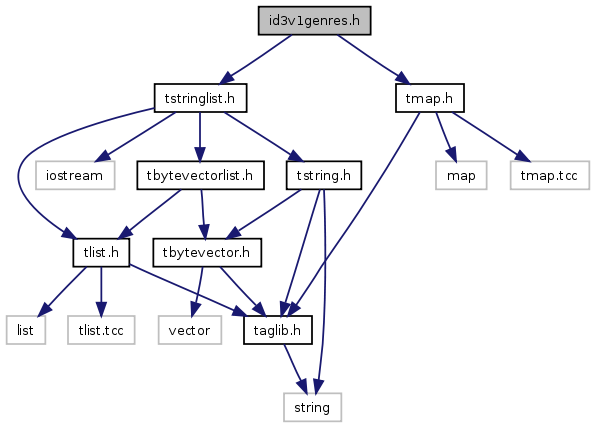 id3v1genres.h
tstringlist.h
tmap.h
iostream
tbytevectorlist.h
tstring.h
map
tmap.tcc
tlist.h
tbytevector.h
list
tlist.tcc
vector
taglib.h
string